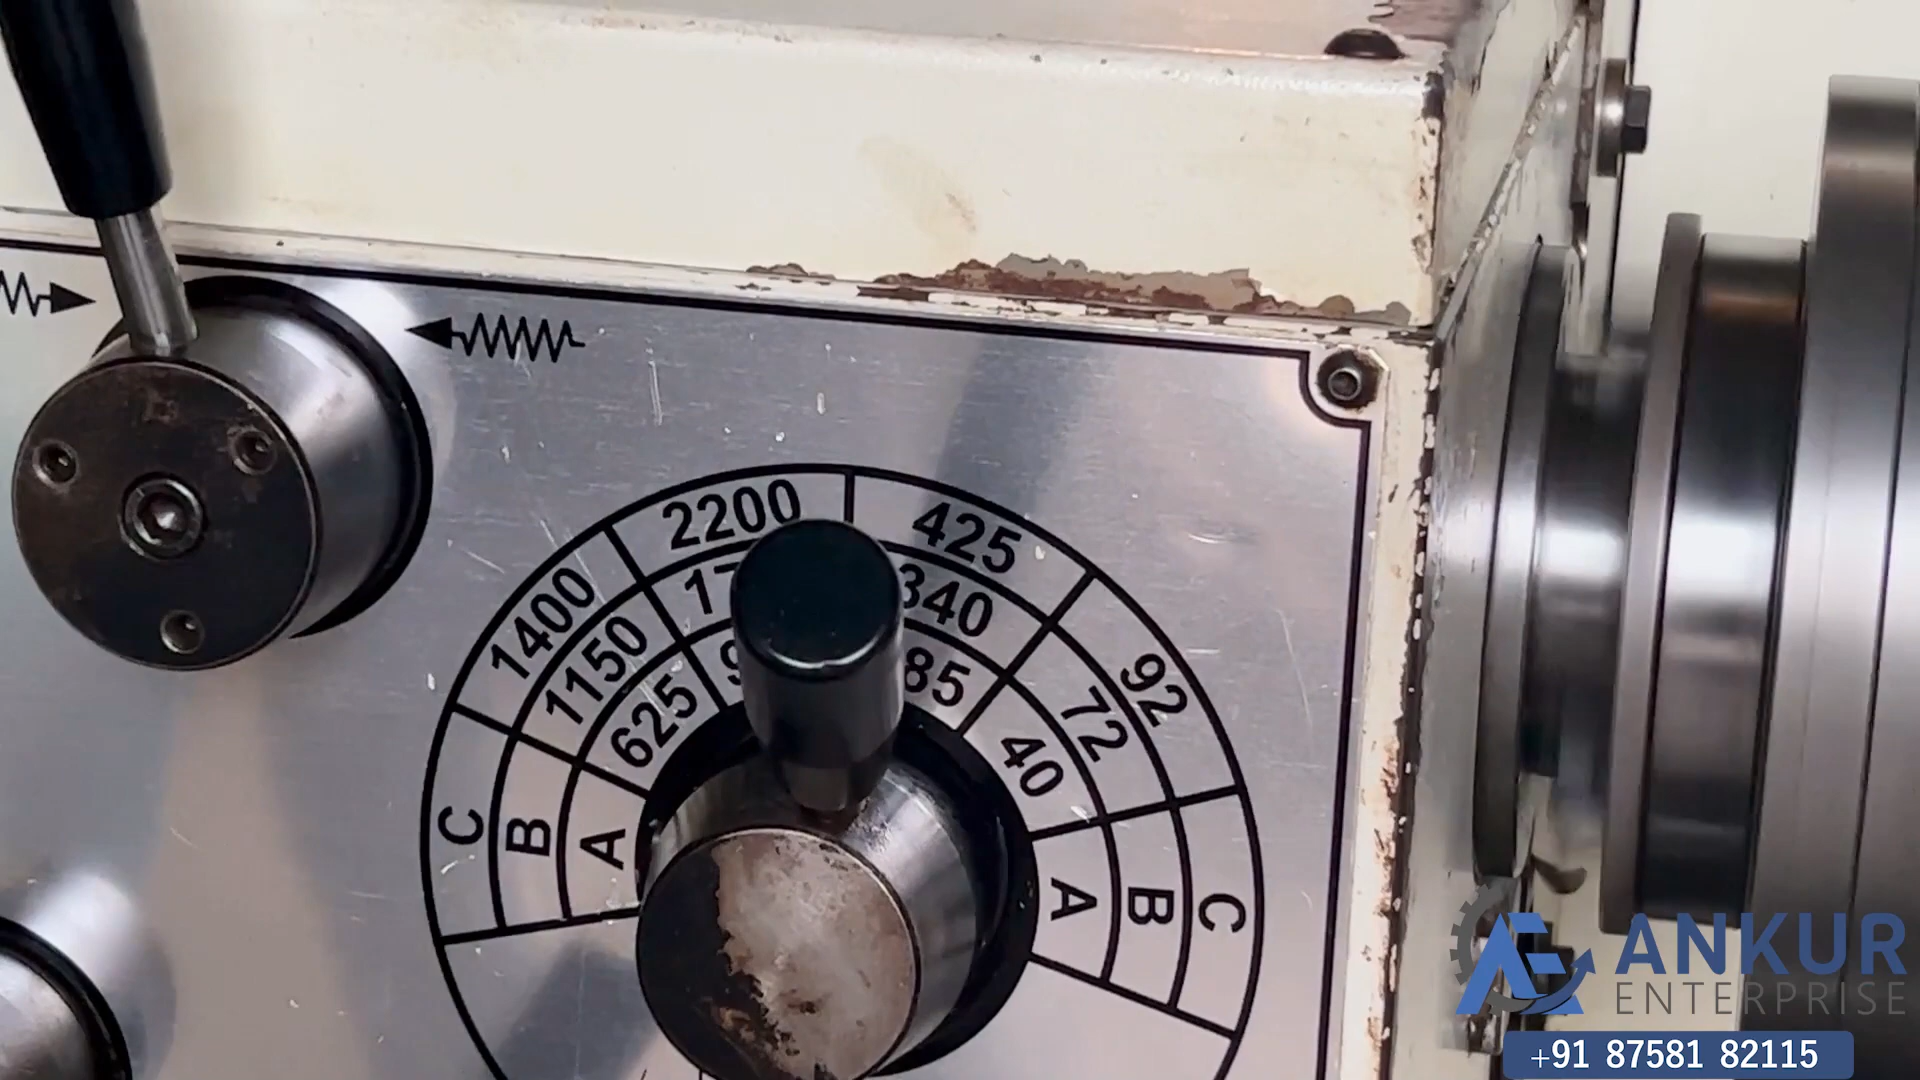 2200
425
1400
340
92
1150
85
72
625
40
C
B
A
A
B
C
ANKUR
ENTERPRISE
+91 87581 82115